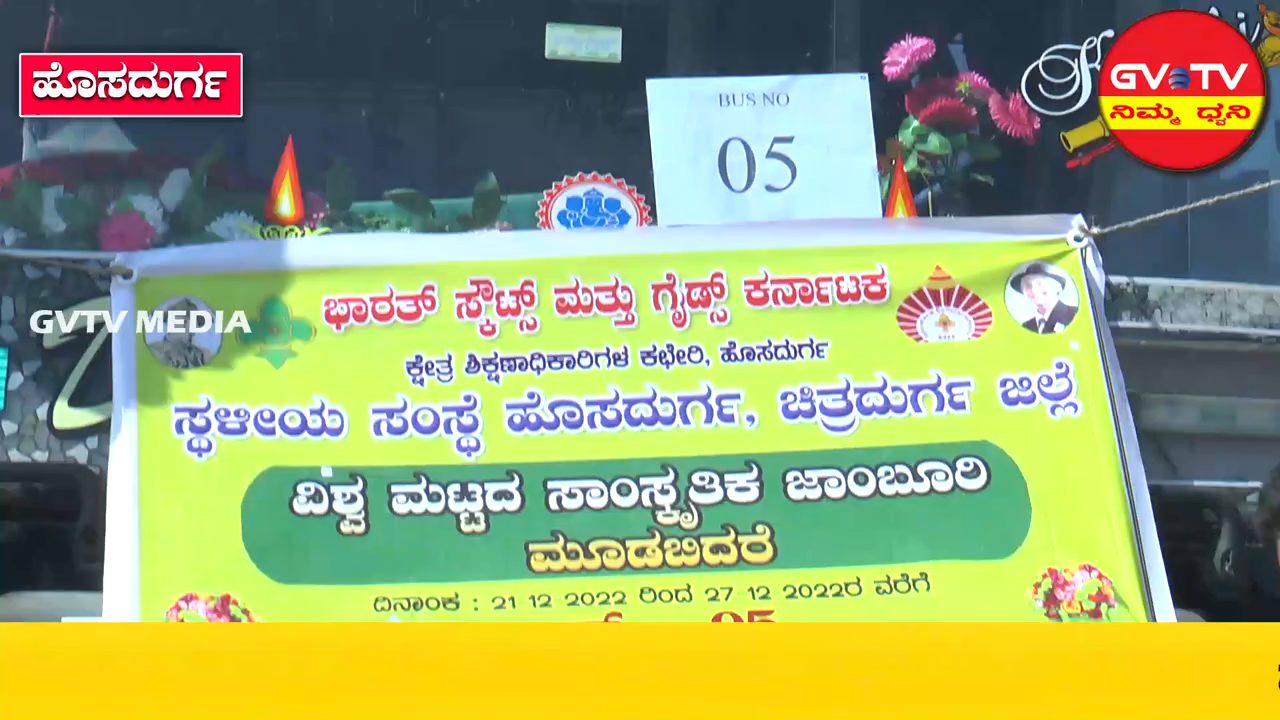 ಹೊಸದುರ್ಗ
GVTV
ನಿಮ್ಮ ಧ್ವನಿ
BUS NO
05
GVTV MEDIA
ಭಾರತ್ ಸ್ಕೌಟ್ಸ್ ಮತ್ತು ಗೈಡ್ಸ್ ಕರ್ನಾಟಕ
ಕ್ಷೇತ್ರ ಶಿಕ್ಷಣಾಧಿಕಾರಿಗಳ ಕಛೇರಿ, ಹೊಸದುರ್ಗ
ಸ್ಥಳೀಯ ಸಂಸ್ಥೆ ಹೊಸದುರ್ಗ, ಚಿತ್ರದುರ್ಗ ಜಿಲ್ಲೆ
ವಿಶ್ವ ಮಟ್ಟದ ಸಾಂಸ್ಕೃತಿಕ ಜಾಂಬೂರಿ
ಮೂಡಬಿದರೆ
ದಿನಾಂಕ : 21 12 2022 ರಿಂದ 27 12 2022ರ ವರೆಗೆ